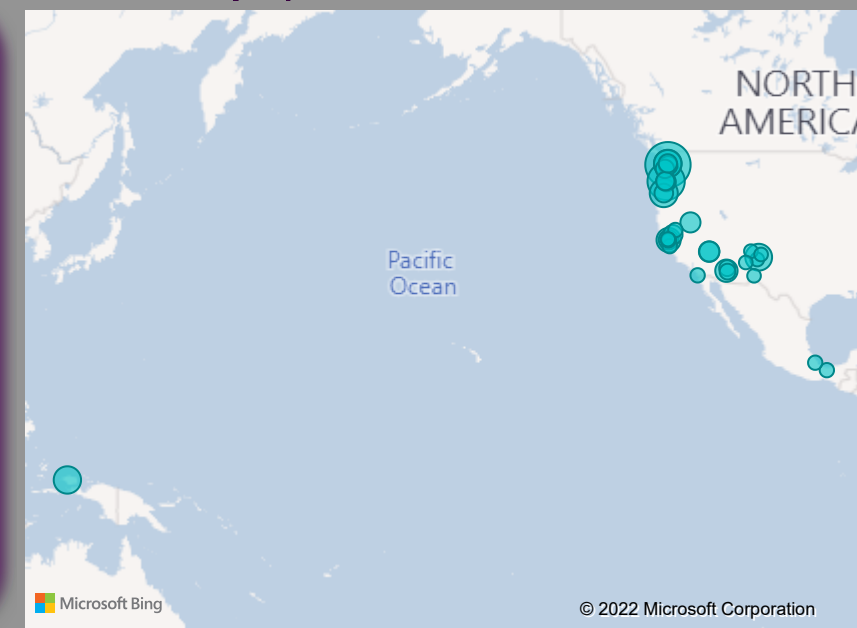 NORTH
AMERICA
Pacific
Ocean
Microsoft Bing
© 2022 Microsoft Corporation